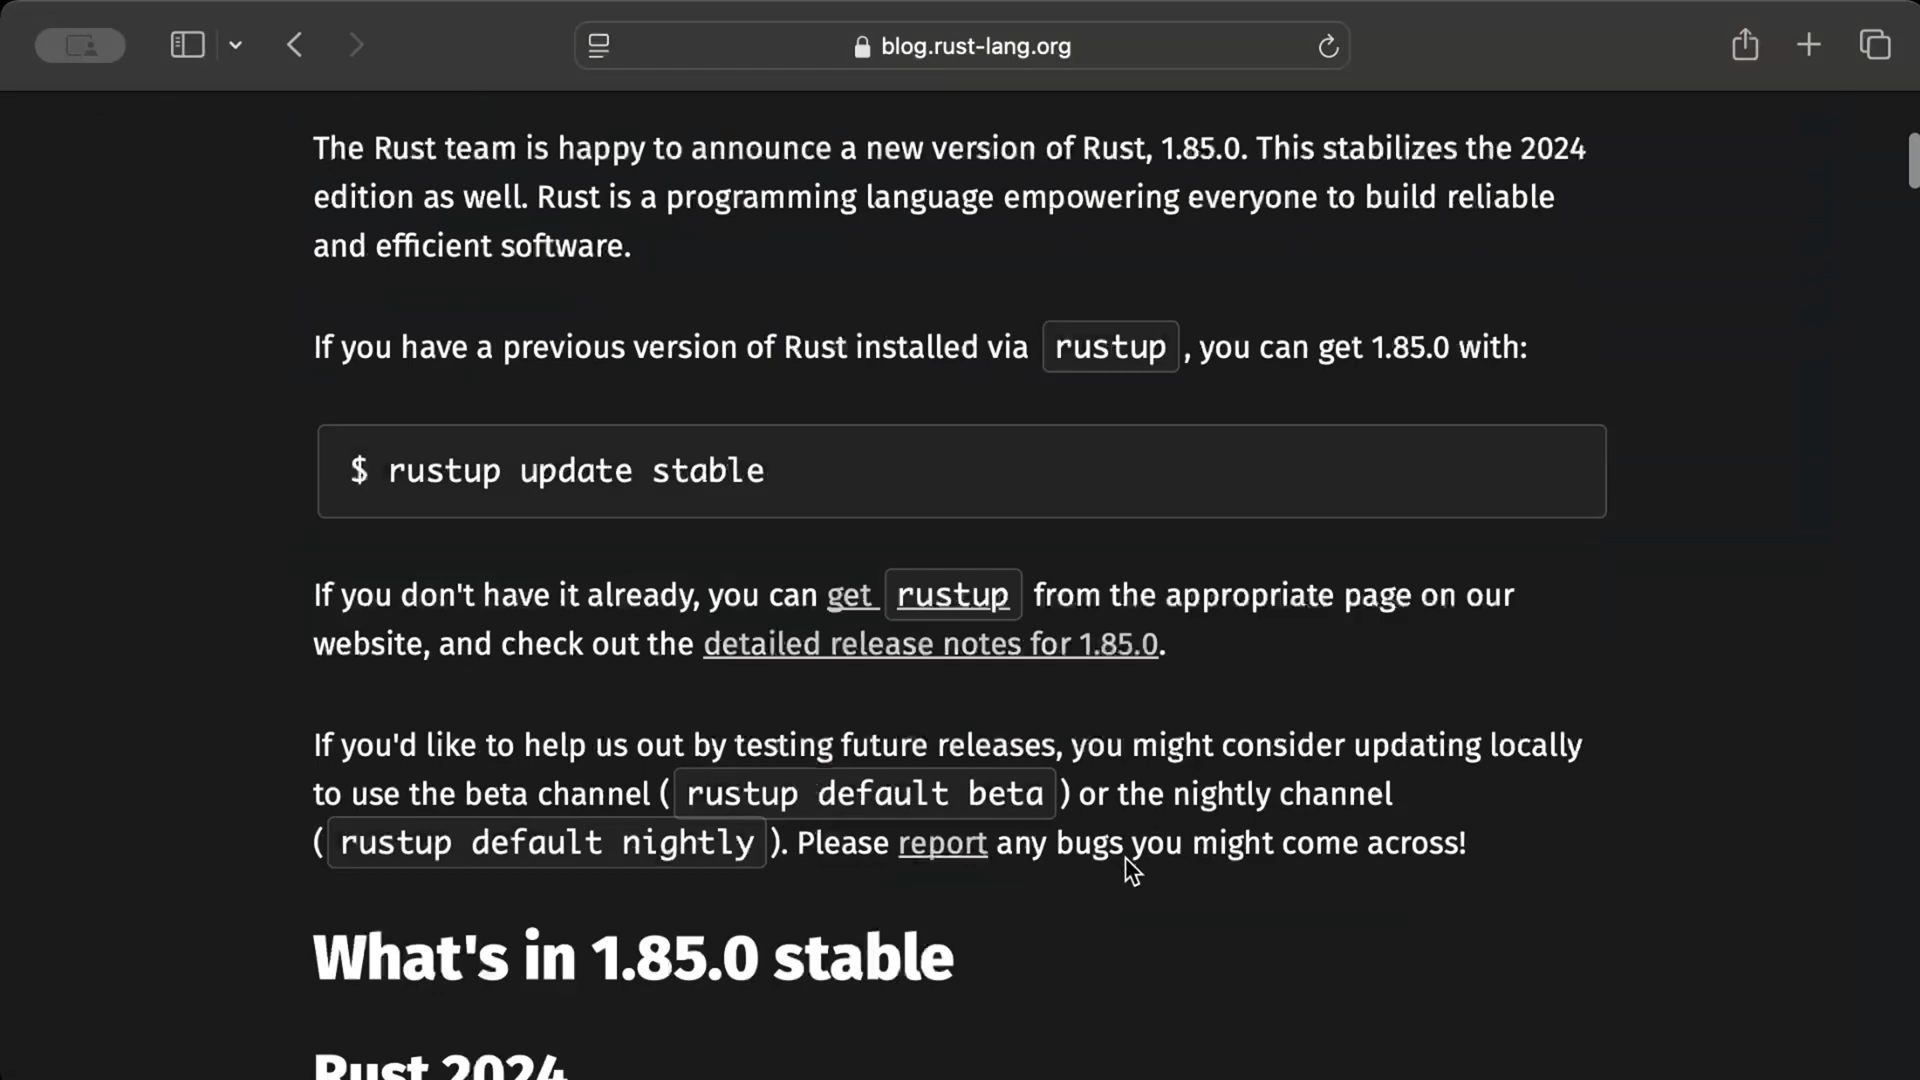 blog.rust-lang.org
The Rust team is happy to announce a new version of Rust, 1.85.0. This stabilizes the 2024
edition as well. Rust is a programming language empowering everyone to build reliable
and efficient software.
If you have a previous version of Rust installed via rustup, you can get 1.85.0 with:
$ rustup update stable
If you don't have it already, you can get rustup from the appropriate page on our
website, and check out the detailed release notes for 1.85.0.
If you'd like to help us out by testing future releases, you might consider updating locally
to use the beta channel (rustup default beta) or the nightly channel
(rustup default nightly). Please report any bugs you might come across!
What's in 1.85.0 stable
Rust 2024